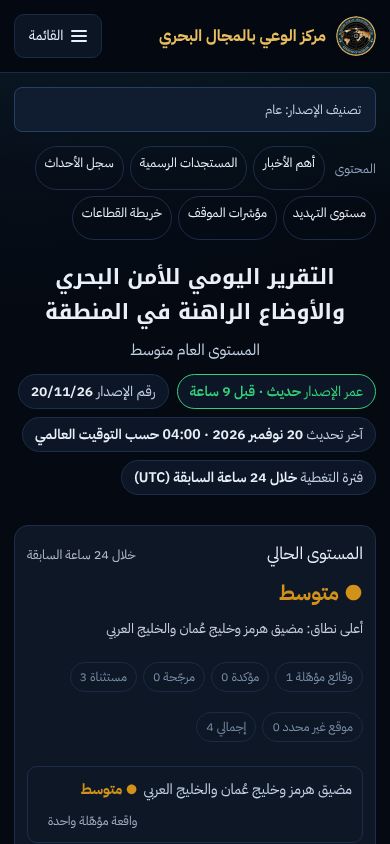 مركز الوعي بالمجال البحري
القائمة
تصنيف الإصدار: عام
المحتوى
أهم الأخبار
المستجدات الرسمية
سجل الأحداث
مستوى التهديد
مؤشرات الموقف
خريطة القطاعات
التقرير اليومي للأمن البحري
والأوضاع الراهنة في المنطقة
المستوى العام متوسط
عمر الإصدار حديث · قبل 9 ساعة
رقم الإصدار 20/11/26
آخر تحديث 20 نوفمبر 2026 · 04:00 حسب التوقيت العالمي
فترة التغطية خلال 24 ساعة السابقة (UTC)
المستوى الحالي
خلال 24 ساعة السابقة
● متوسط
أعلى نطاق: مضيق هرمز وخليج عُمان والخليج العربي
وقائع مؤهلة 1
مؤكدة 0
مرجّحة 0
مستثناة 3
موقع غير محدد 0
إجمالي 4
مضيق هرمز وخليج عُمان والخليج العربي
● متوسط
واقعة مؤهلة واحدة